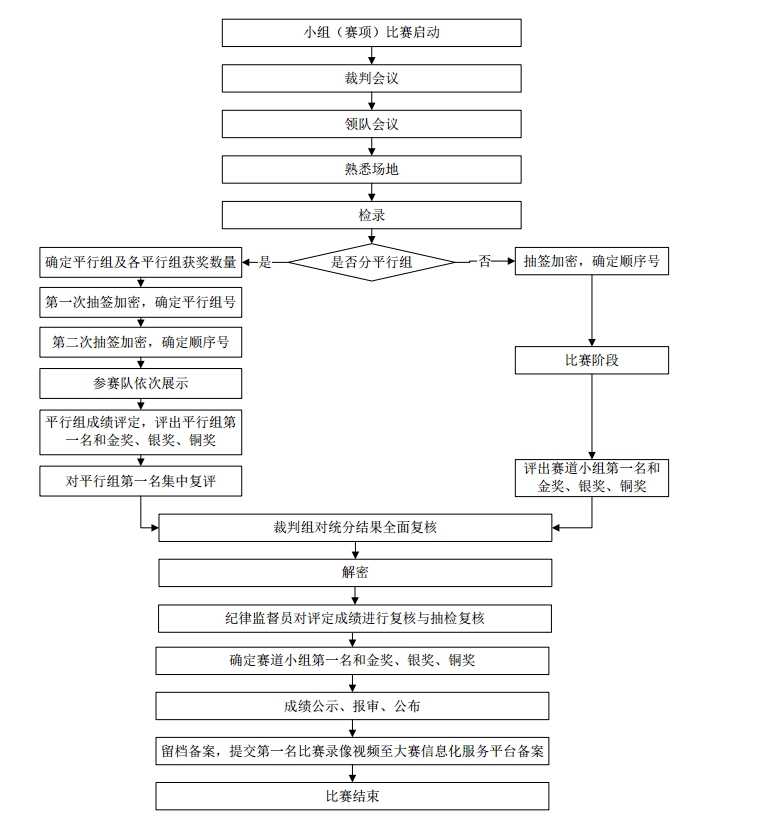 小组（赛项）比赛启动
裁判会议
领队会议
熟悉场地
检录
是否分平行组
是
否
确定平行组及各平行组获奖数量
第一次抽签加密，确定平行组号
第二次抽签加密，确定顺序号
参赛队依次展示
平行组成绩评定，评出平行组第
一名和金奖、银奖、铜奖
对平行组第一名集中复评
抽签加密，确定顺序号
比赛阶段
评出赛道小组第一名和
金奖、银奖、铜奖
裁判组对统分结果全面复核
解密
纪律监督员对评定成绩进行复核与抽检复核
确定赛道小组第一名和金奖、银奖、铜奖
成绩公示、报审、公布
留档备案，提交第一名比赛录像视频至大赛信息化服务平台备案
比赛结束